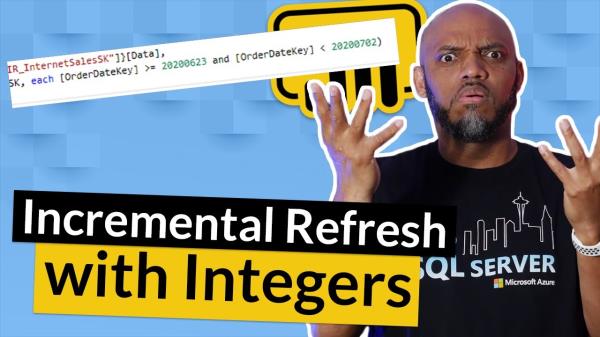 IR_InternetSalesSK"]}[Data],
SK, each [OrderDateKey] >= 20200623 and [OrderDateKey] < 20200702)
Incremental Refresh
with Integers
SQL SERVER
Microsoft Azure